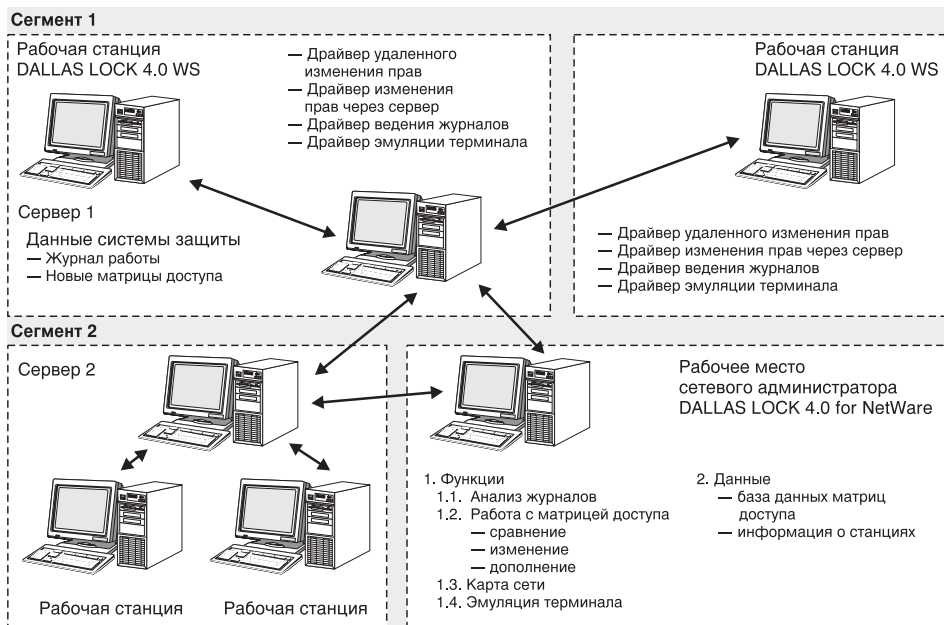 Сегмент 1
Рабочая станция
DALLAS LOCK 4.0 WS
— Драйвер удаленного
изменения прав
— Драйвер изменения
прав через сервер
— Драйвер ведения журналов
— Драйвер эмуляции терминала
Рабочая станция
DALLAS LOCK 4.0 WS
Сервер 1
Данные системы защиты
— Журнал работы
— Новые матрицы доступа
— Драйвер удаленного изменения прав
— Драйвер изменения прав через сервер
— Драйвер ведения журналов
— Драйвер эмуляции терминала
Сегмент 2
Сервер 2
Рабочая станция
Рабочая станция
Рабочее место
сетевого администратора
DALLAS LOCK 4.0 for NetWare
1. Функции
1.1. Анализ журналов
1.2. Работа с матрицей доступа
— сравнение
— изменение
— дополнение
1.3. Карта сети
1.4. Эмуляция терминала
2. Данные
— база данных матриц
доступа
— информация о станциях